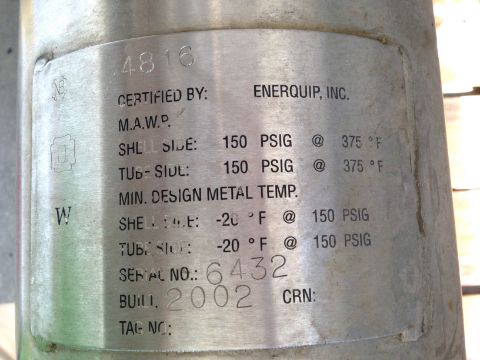 4816
NB
CERTIFIED BY: ENERQUIP, INC.
M.A.W.P.
SHELL SIDE: 150 PSIG @ 375 °F
TUBE SIDE: 150 PSIG @ 375 °F
MIN. DESIGN METAL TEMP.
W
SHELL SIDE: -20 °F @ 150 PSIG
TUBE SIDE: -20 °F @ 150 PSIG
SERIAL NO.: 6432
BUILT: 2002 CRN:
TAG NO: